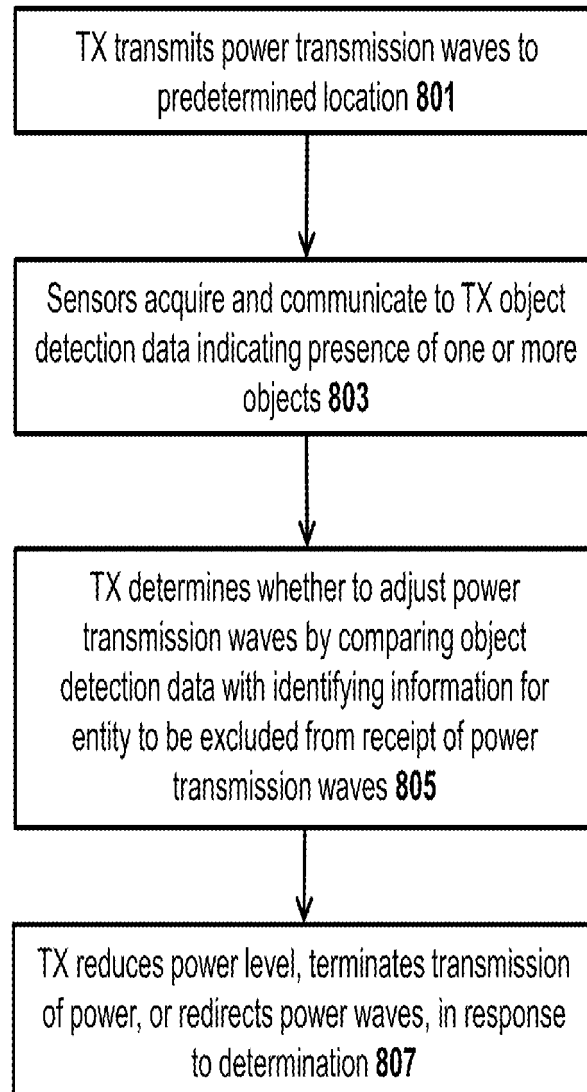 TX transmits power transmission waves to
predetermined location 801
Sensors acquire and communicate to TX object
detection data indicating presence of one or more
objects 803
TX determines whether to adjust power
transmission waves by comparing object
detection data with identifying information for
entity to be excluded from receipt of power
transmission waves 805
TX reduces power level, terminates transmission
of power, or redirects power waves, in response
to determination 807